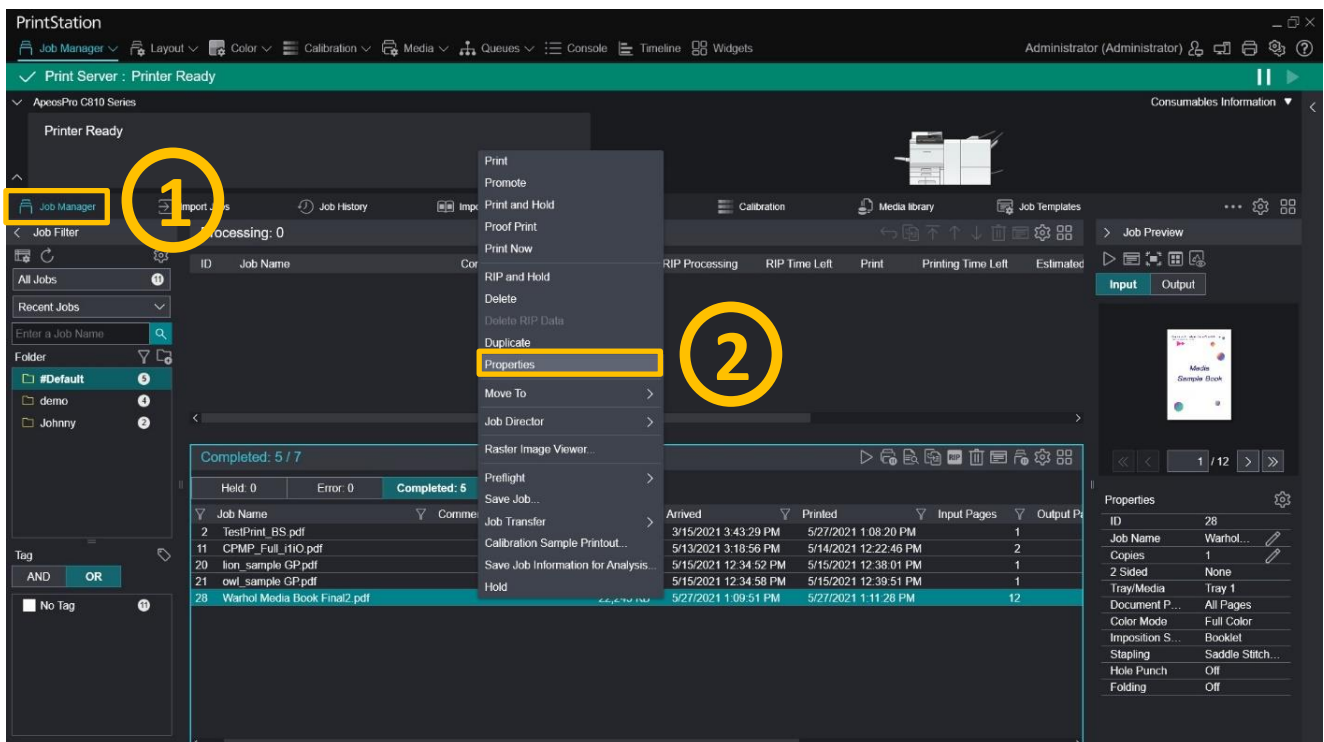 PrintStation
Job Manager Layout Color Calibration Media Queues Console Timeline Widgets Administrator (Administrator)
Print Server : Printer Ready
ApeosPro C810 Series Consumables Information
Printer Ready
1
Job Manager Import J bs Job History Impo Calibration Media library Job Templates
Job Filter
Processing: 0
Job Preview
ID Job Name Co RIP Processing RIP Time Left Print Printing Time Left Estimated
All Jobs 11
Recent Jobs
Enter a Job Name
Folder
#Default 5
demo 4
Johnny 2
Print
Promote
Print and Hold
Proof Print
Print Now
RIP and Hold
Delete
Delete RIP Data
Duplicate
Properties
2
Move To
Job Director
Raster Image Viewer...
Preflight
Save Job...
Job Transfer
Calibration Sample Printout...
Save Job Information for Analysis...
Hold
Input Output
Media
Sample Book
1 / 12
Completed: 5 / 7
RIP
Held: 0 Error: 0 Completed: 5
Job Name Comme Arrived Printed Input Pages Output Pa
2 TestPrint_BS.pdf 3/15/2021 3:43:29 PM 5/27/2021 1:08:20 PM 1
11 CPMP_Full_i1iO.pdf 5/13/2021 3:18:56 PM 5/14/2021 12:22:46 PM 2
20 lion_sample GP.pdf 5/15/2021 12:34:52 PM 5/15/2021 12:38:01 PM 1
21 owl_sample GP.pdf 5/15/2021 12:34:58 PM 5/15/2021 12:39:51 PM 1
28 Warhol Media Book Final2.pdf 22,245 KB 5/27/2021 1:09:51 PM 5/27/2021 1:11:28 PM 12
Tag
AND OR
No Tag 11
Properties
ID 28
Job Name Warhol...
Copies 1
2 Sided None
Tray/Media Tray 1
Document P... All Pages
Color Mode Full Color
Imposition S... Booklet
Stapling Saddle Stitch...
Hole Punch Off
Folding Off